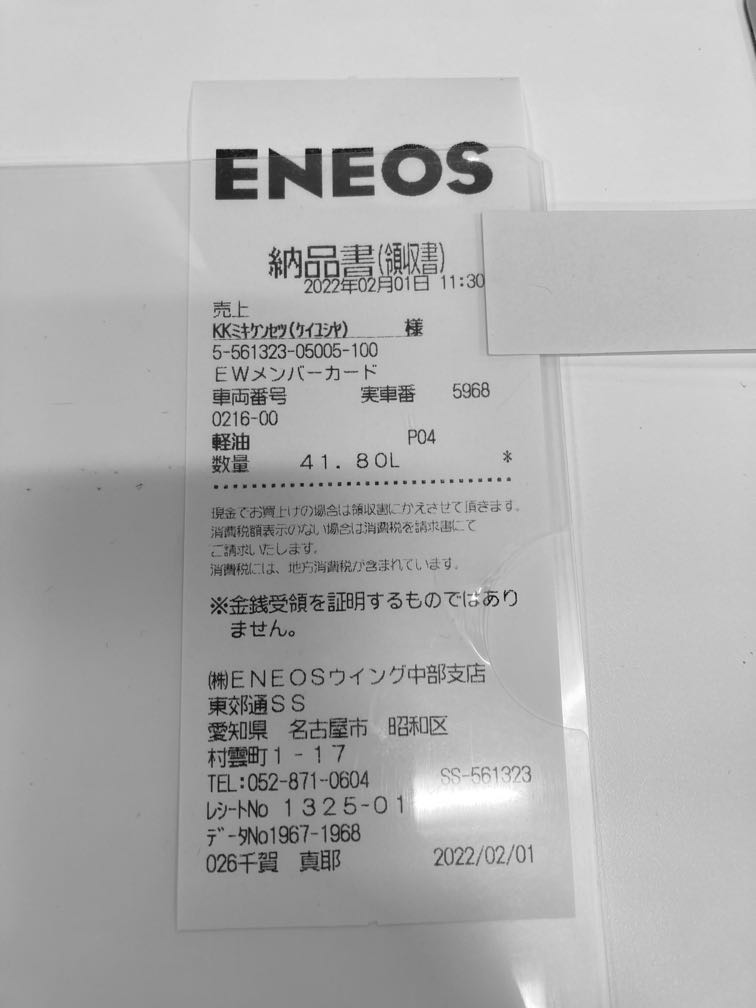 ENEOS
納品書(領収書)
2022年02月01日 11:30
売上
KKミキケンセツ(ケイユシヤ) 様
5-561323-05005-100
EWメンバーカード
車両番号 実車番 5968
0216-00
軽油 P04
数量 41.80L *
現金でお買上げの場合は領収書にかえさせて頂きます。
消費税額表示のない場合は消費税を請求書にて
ご請求いたします。
消費税には、地方消費税が含まれています。
※金銭受領を証明するものではあり
ません。
㈱ENEOSウイング中部支店
東郊通SS
愛知県 名古屋市 昭和区
村雲町1-17
TEL:052-871-0604 SS-561323
レシートNo 1325-01
データNo1967-1968
026千賀 真耶 2022/02/01